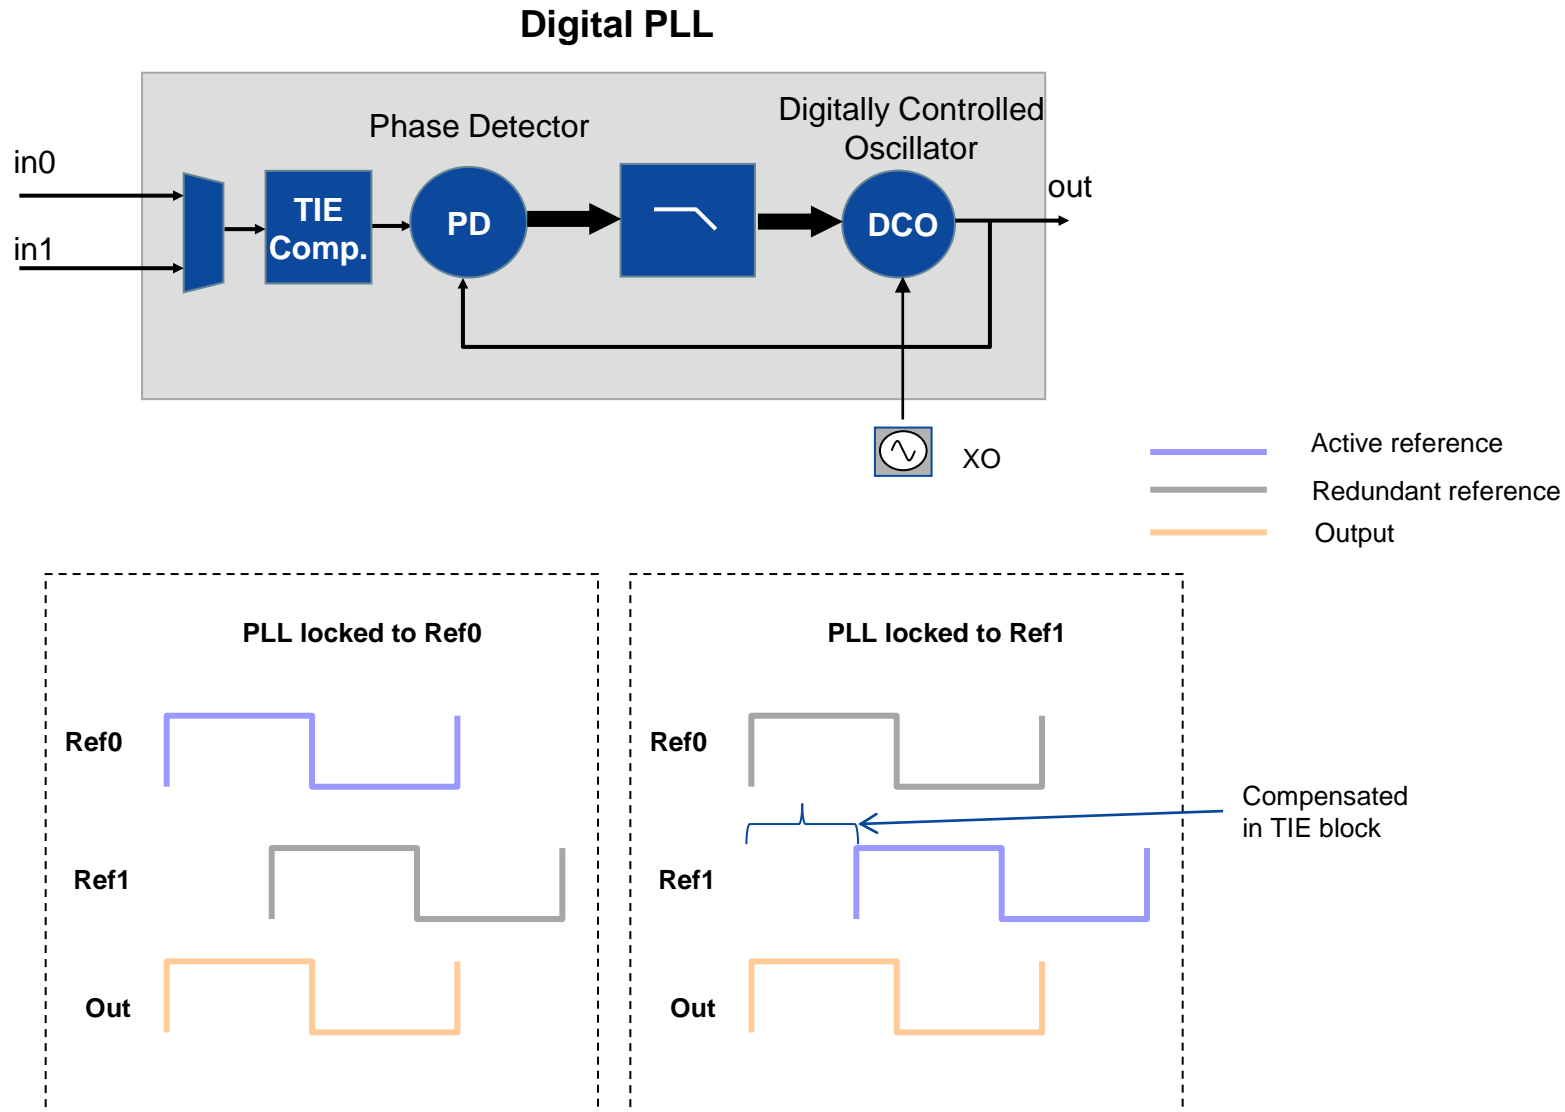 Digital PLL
Phase Detector
Digitally Controlled
Oscillator
in0
in1
TIE
Comp.
PD
DCO
out
XO
Active reference
Redundant reference
Output
PLL locked to Ref0
Ref0
Ref1
Out
PLL locked to Ref1
Ref0
Ref1
Out
Compensated
in TIE block